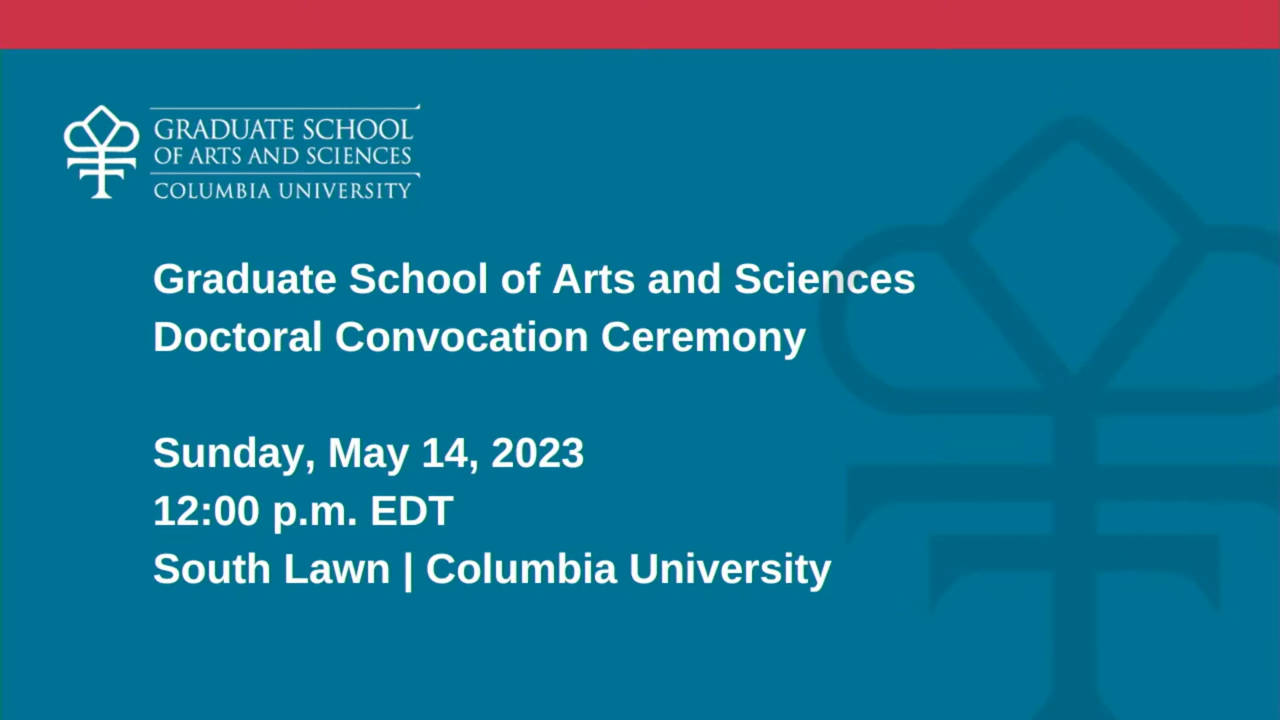 GRADUATE SCHOOL
OF ARTS AND SCIENCES
COLUMBIA UNIVERSITY
Graduate School of Arts and Sciences
Doctoral Convocation Ceremony
Sunday, May 14, 2023
12:00 p.m. EDT
South Lawn | Columbia University